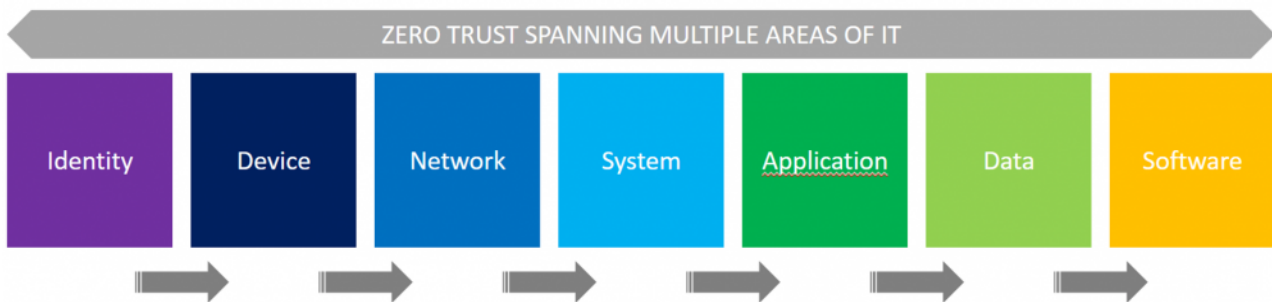 ZERO TRUST SPANNING MULTIPLE AREAS OF IT
Identity
Device
Network
System
Application
Data
Software